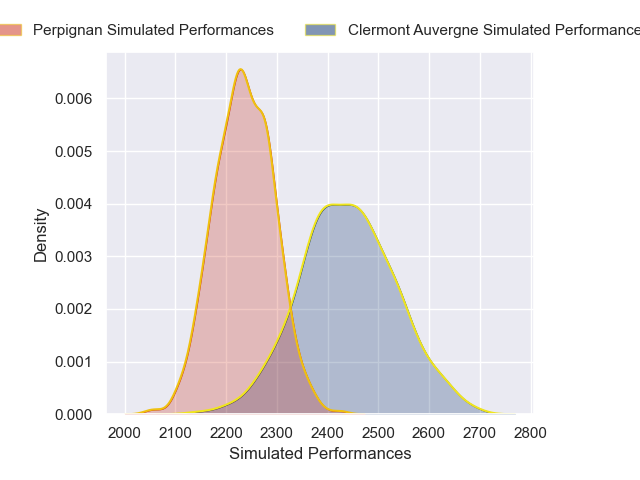 Perpignan Simulated Performances
Clermont Auvergne Simulated Performance
0.006
0.005
0.004
0.003
0.002
0.001
0.000
Density
2000 2100 2200 2300 2400 2500 2600 2700 2800
Simulated Performances